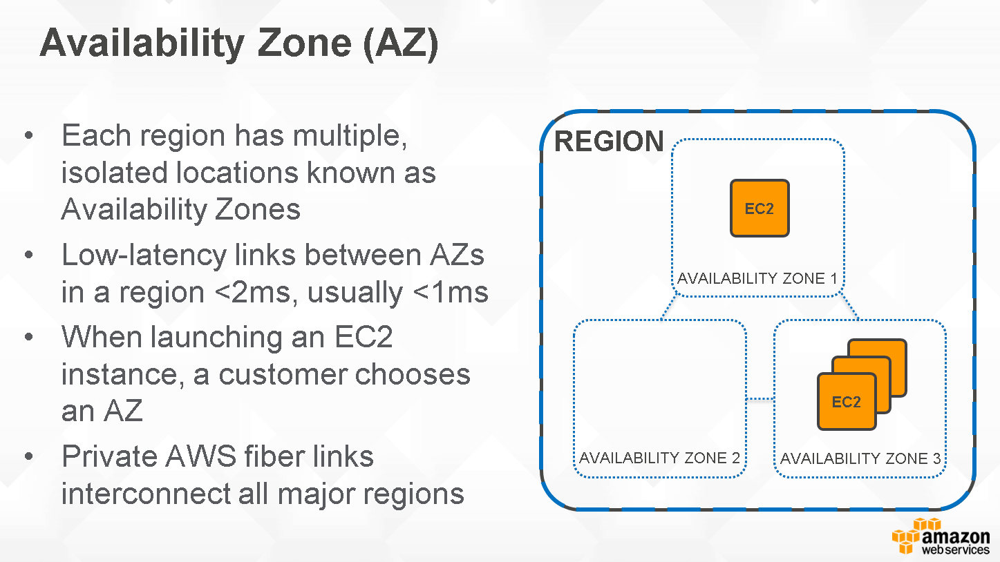 Availability Zone (AZ)
• Each region has multiple,
isolated locations known as
Availability Zones
• Low-latency links between AZs
in a region <2ms, usually <1ms
• When launching an EC2
instance, a customer chooses
an AZ
• Private AWS fiber links
interconnect all major regions
REGION
EC2
AVAILABILITY ZONE 1
AVAILABILITY ZONE 2
EC2
AVAILABILITY ZONE 3
amazon
webservices